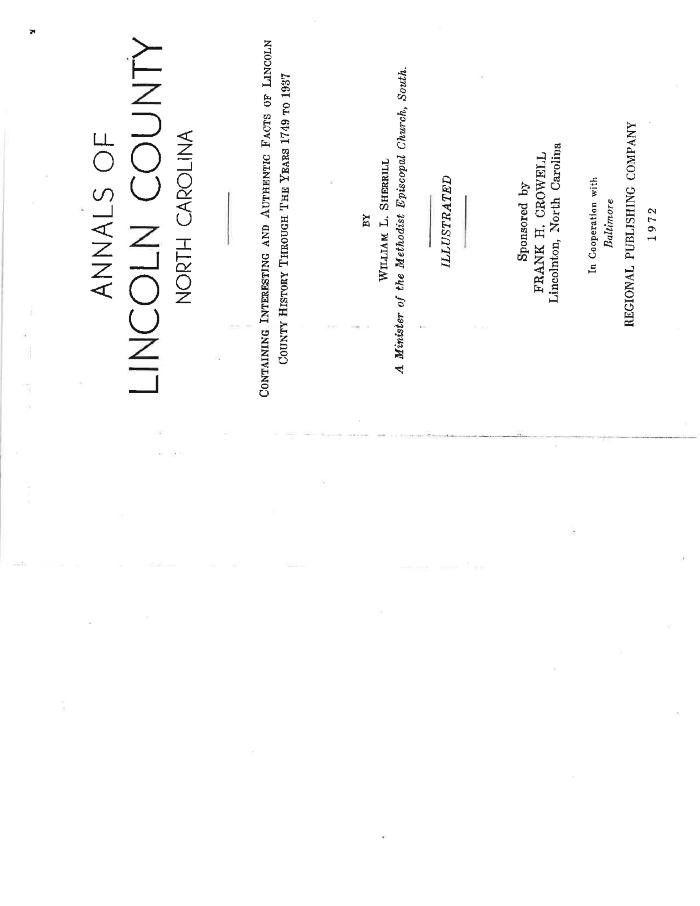 ANNALS OF
LINCOLN COUNTY
NORTH CAROLINA
CONTAINING INTERESTING AND AUTHENTIC FACTS OF LINCOLN
COUNTY HISTORY THROUGH THE YEARS 1749 TO 1937
BY
WILLIAM L. SHERRILL
A Minister of the Methodist Episcopal Church, South.
ILLUSTRATED
Sponsored by
FRANK H. CROWELL
Lincolnton, North Carolina
In Cooperation with
Baltimore
REGIONAL PUBLISHING COMPANY
1972